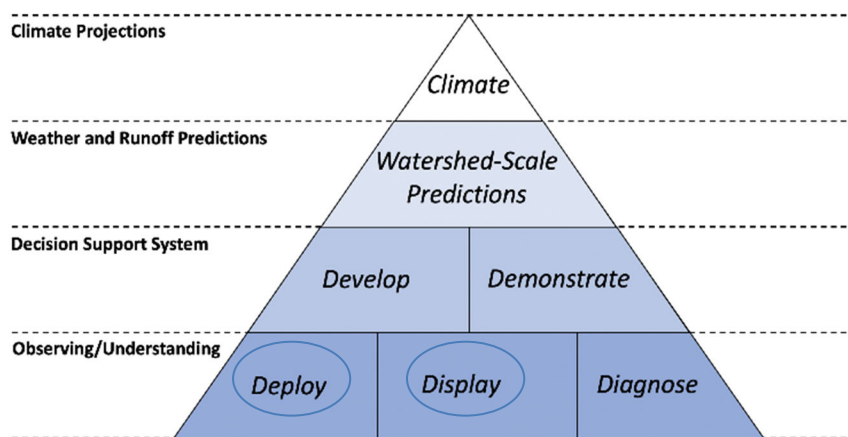 Climate Projections
Climate
Weather and Runoff Predictions
Watershed-Scale
Predictions
Decision Support System
Develop
Demonstrate
Observing/Understanding
Deploy
Display
Diagnose